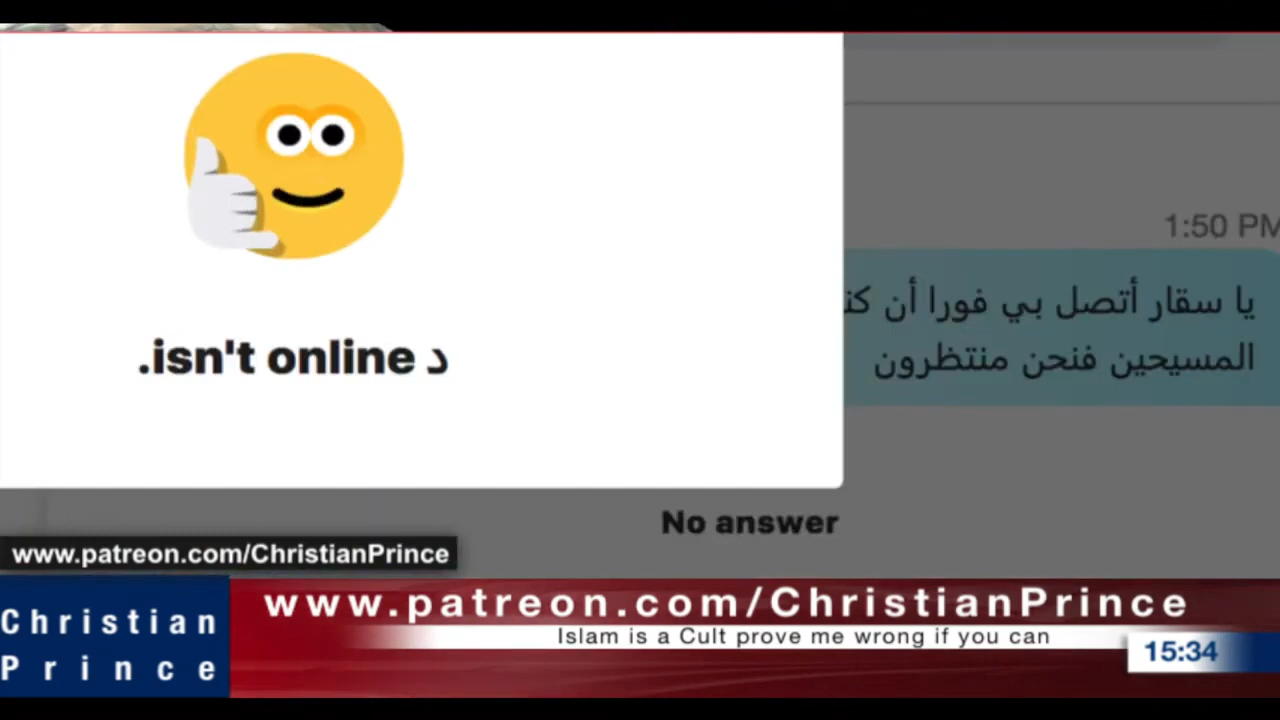 د isn't online.
1:50 PM
يا سقار أتصل بي فورا أن
المسيحين فنحن منتظرون
No answer
www.patreon.com/ChristianPrince
Christian
Prince
www.patreon.com/ChristianPrince
Islam is a Cult prove me wrong if you can
15:34